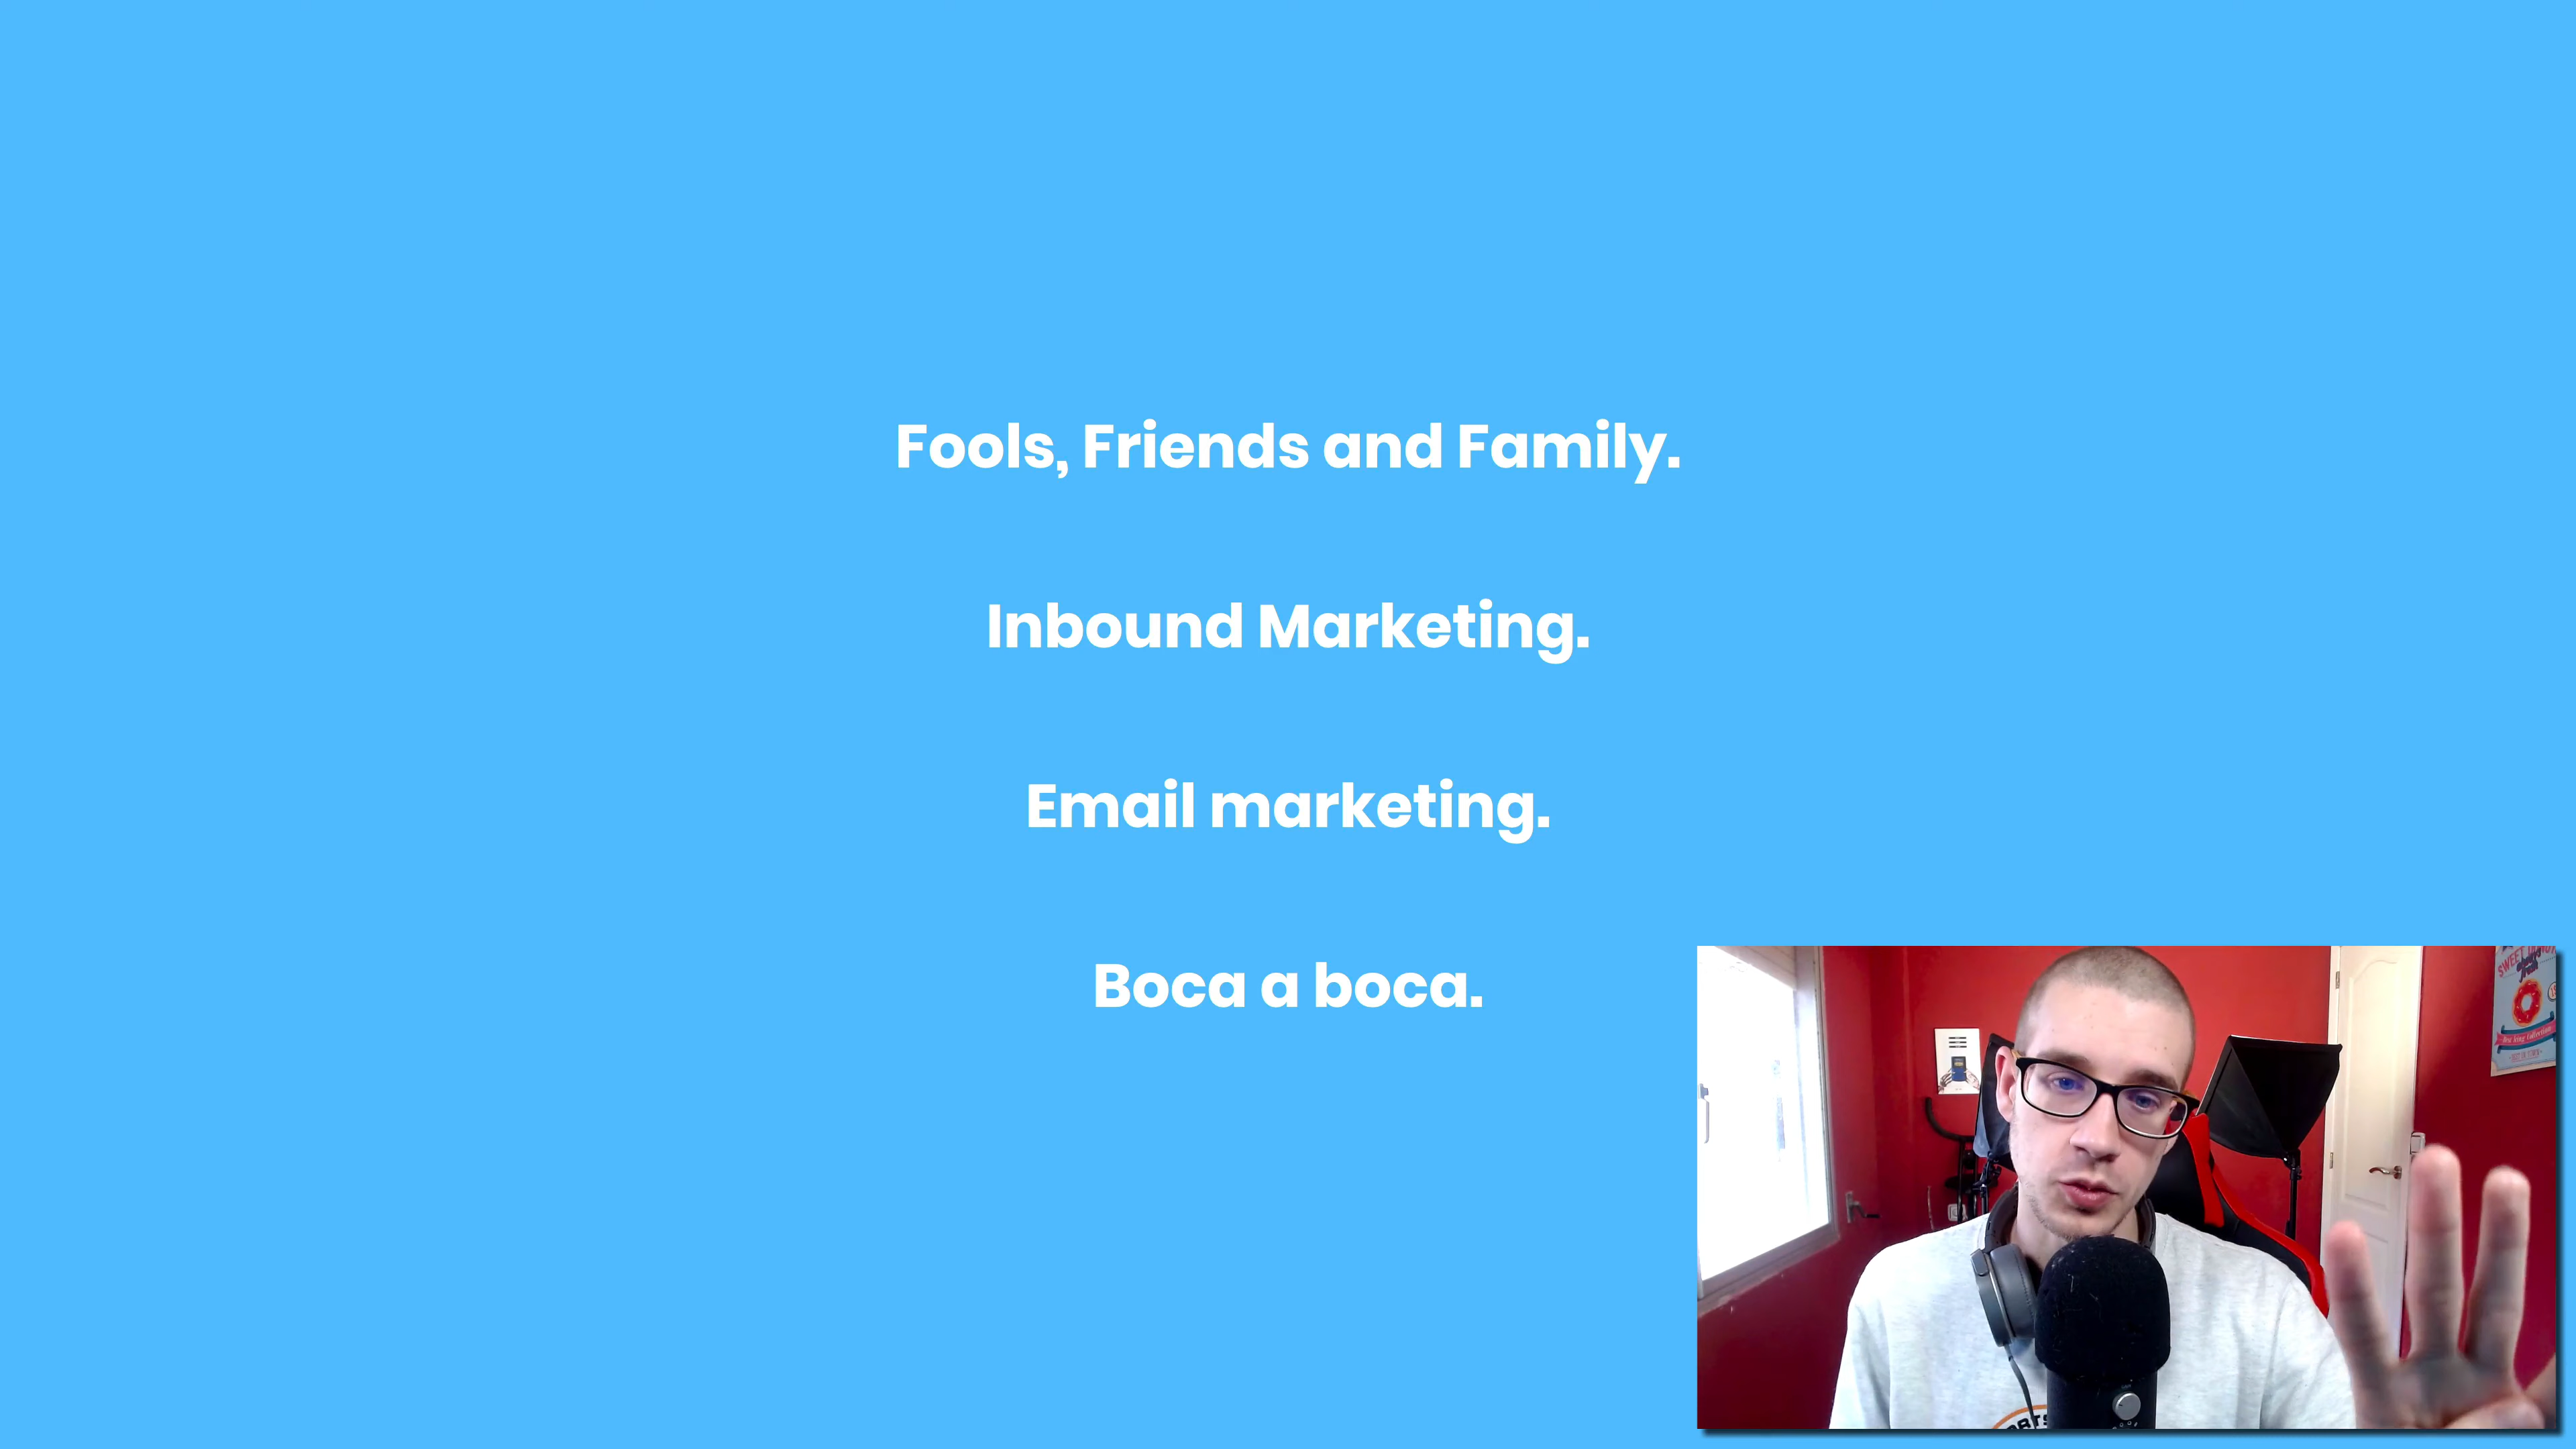 Fools, Friends and Family.
Inbound Marketing.
Email marketing.
Boca a boca.